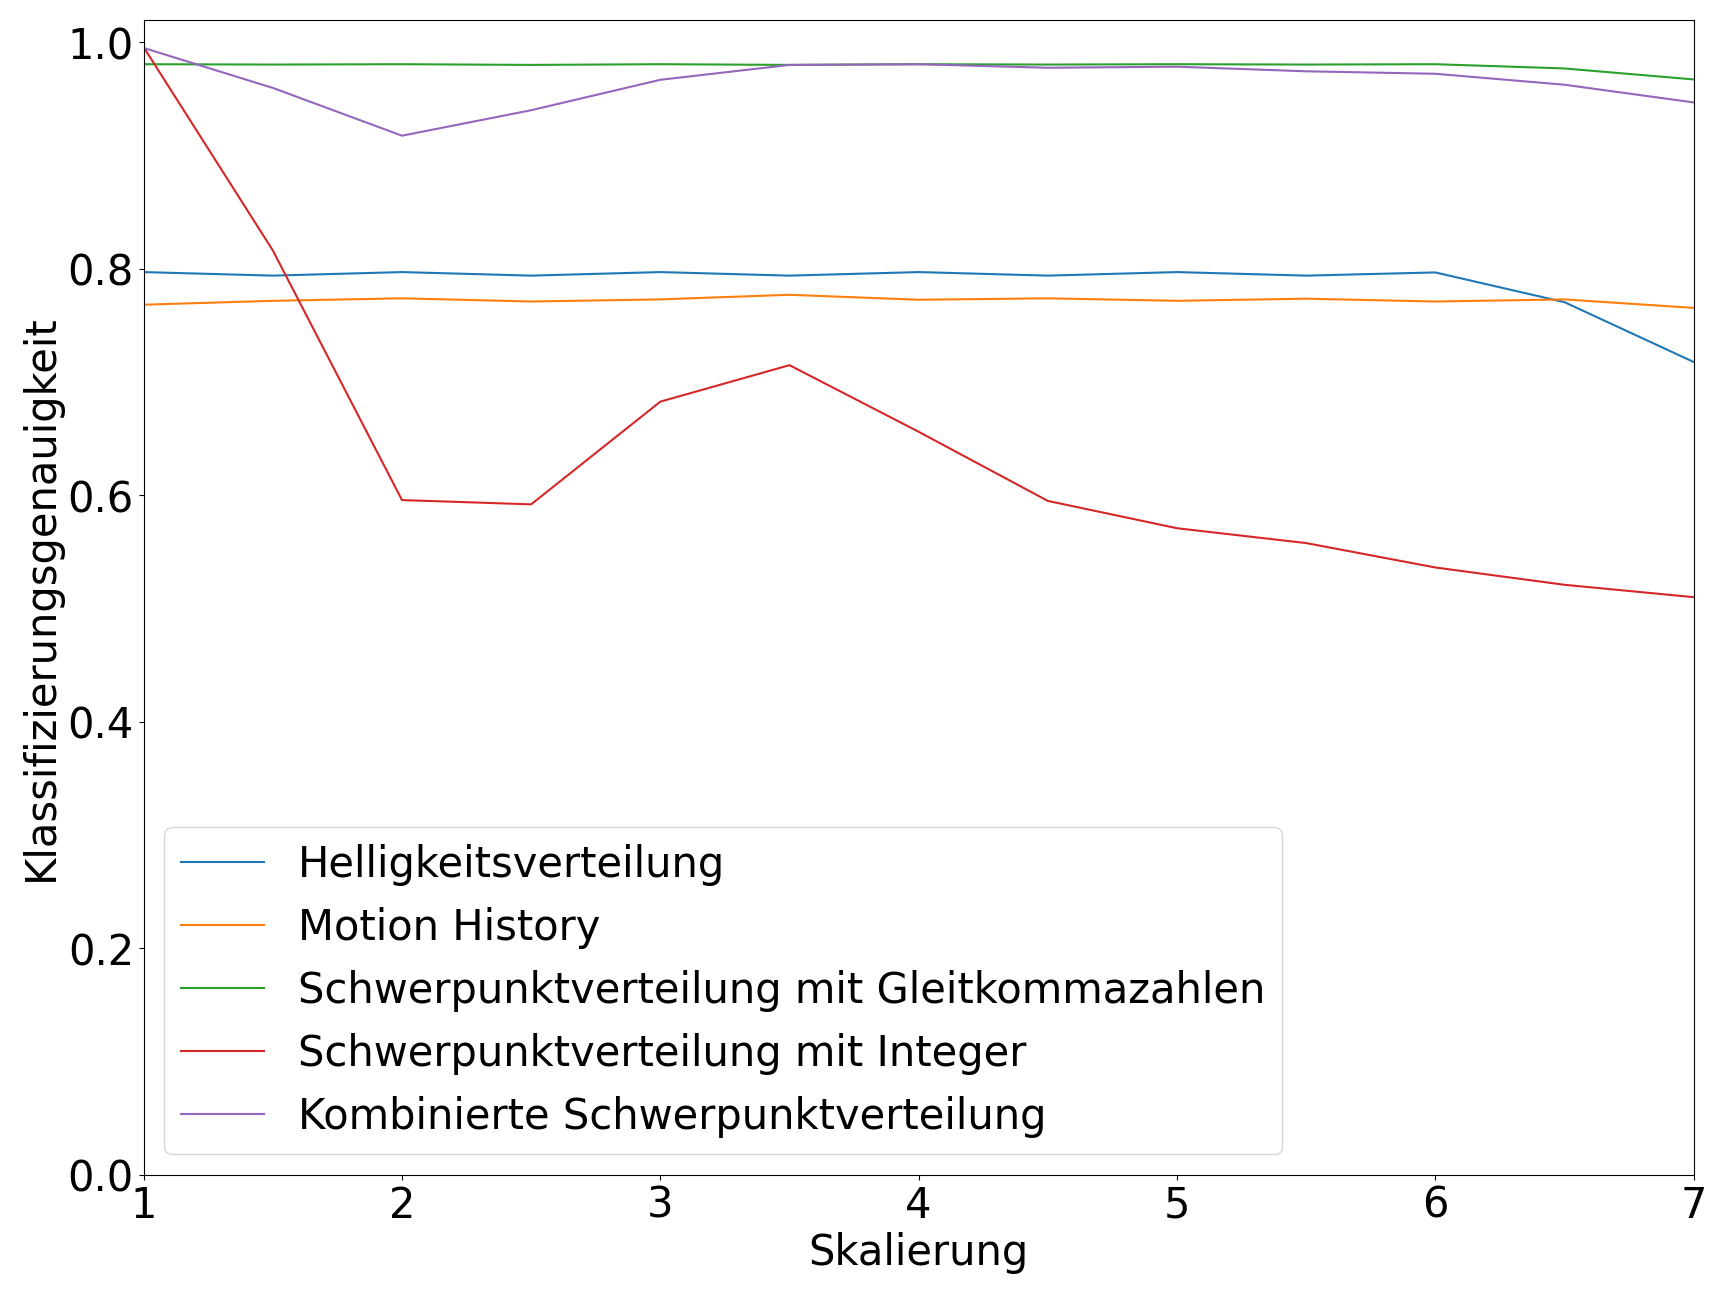 Klassifizierungsgenauigkeit
1.0
0.8
0.6
0.4
0.2
0.0
Helligkeitsverteilung
Motion History
Schwerpunktverteilung mit Gleitkommazahlen
Schwerpunktverteilung mit Integer
Kombinierte Schwerpunktverteilung
1 2 3 4 5 6 7
Skalierung